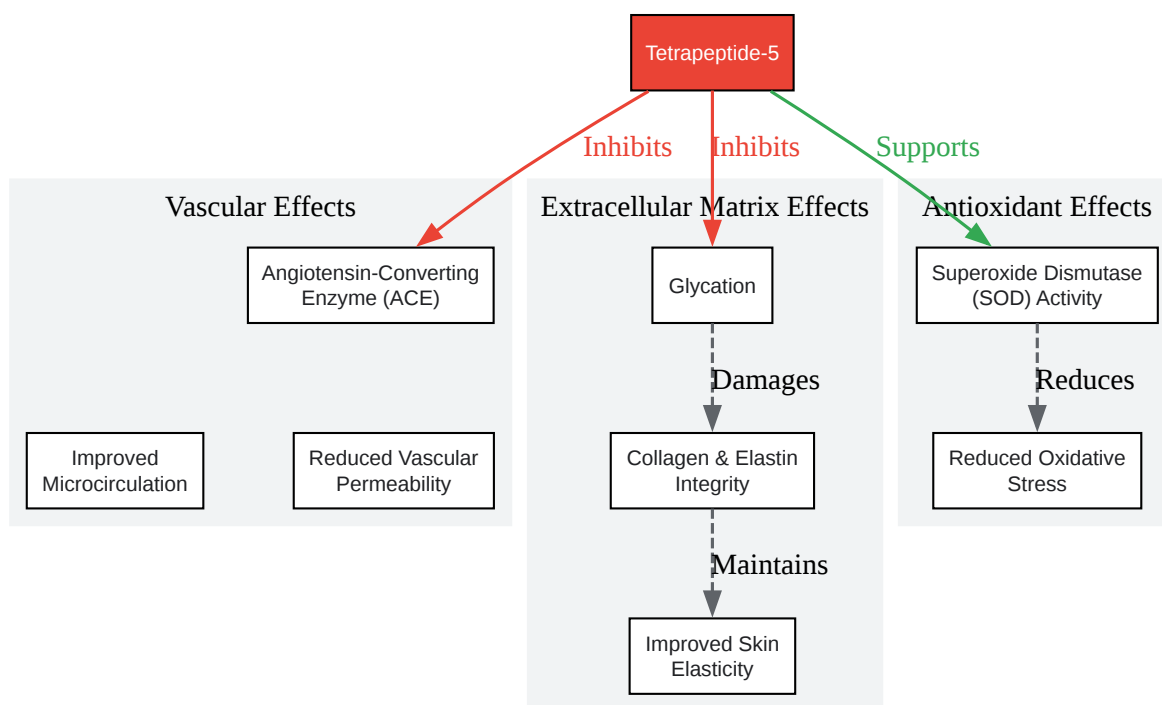 Tetrapeptide-5
Inhibits
Inhibits
Supports
Vascular Effects
Extracellular Matrix Effects
Antioxidant Effects
Angiotensin-Converting
Enzyme (ACE)
Glycation
Superoxide Dismutase
(SOD) Activity
Damages
Reduces
Improved
Microcirculation
Reduced Vascular
Permeability
Collagen & Elastin
Integrity
Reduced Oxidative
Stress
Maintains
Improved Skin
Elasticity